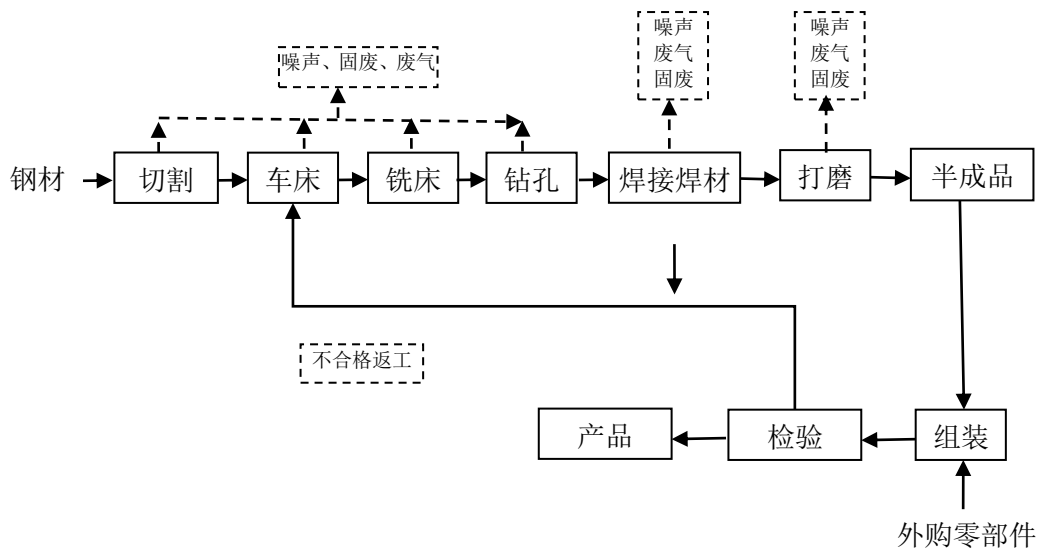 噪声、固废、废气
噪声
废气
固废
噪声
废气
固废
钢材
切割
车床
铣床
钻孔
焊接焊材
打磨
半成品
不合格返工
产品
检验
组装
外购零部件